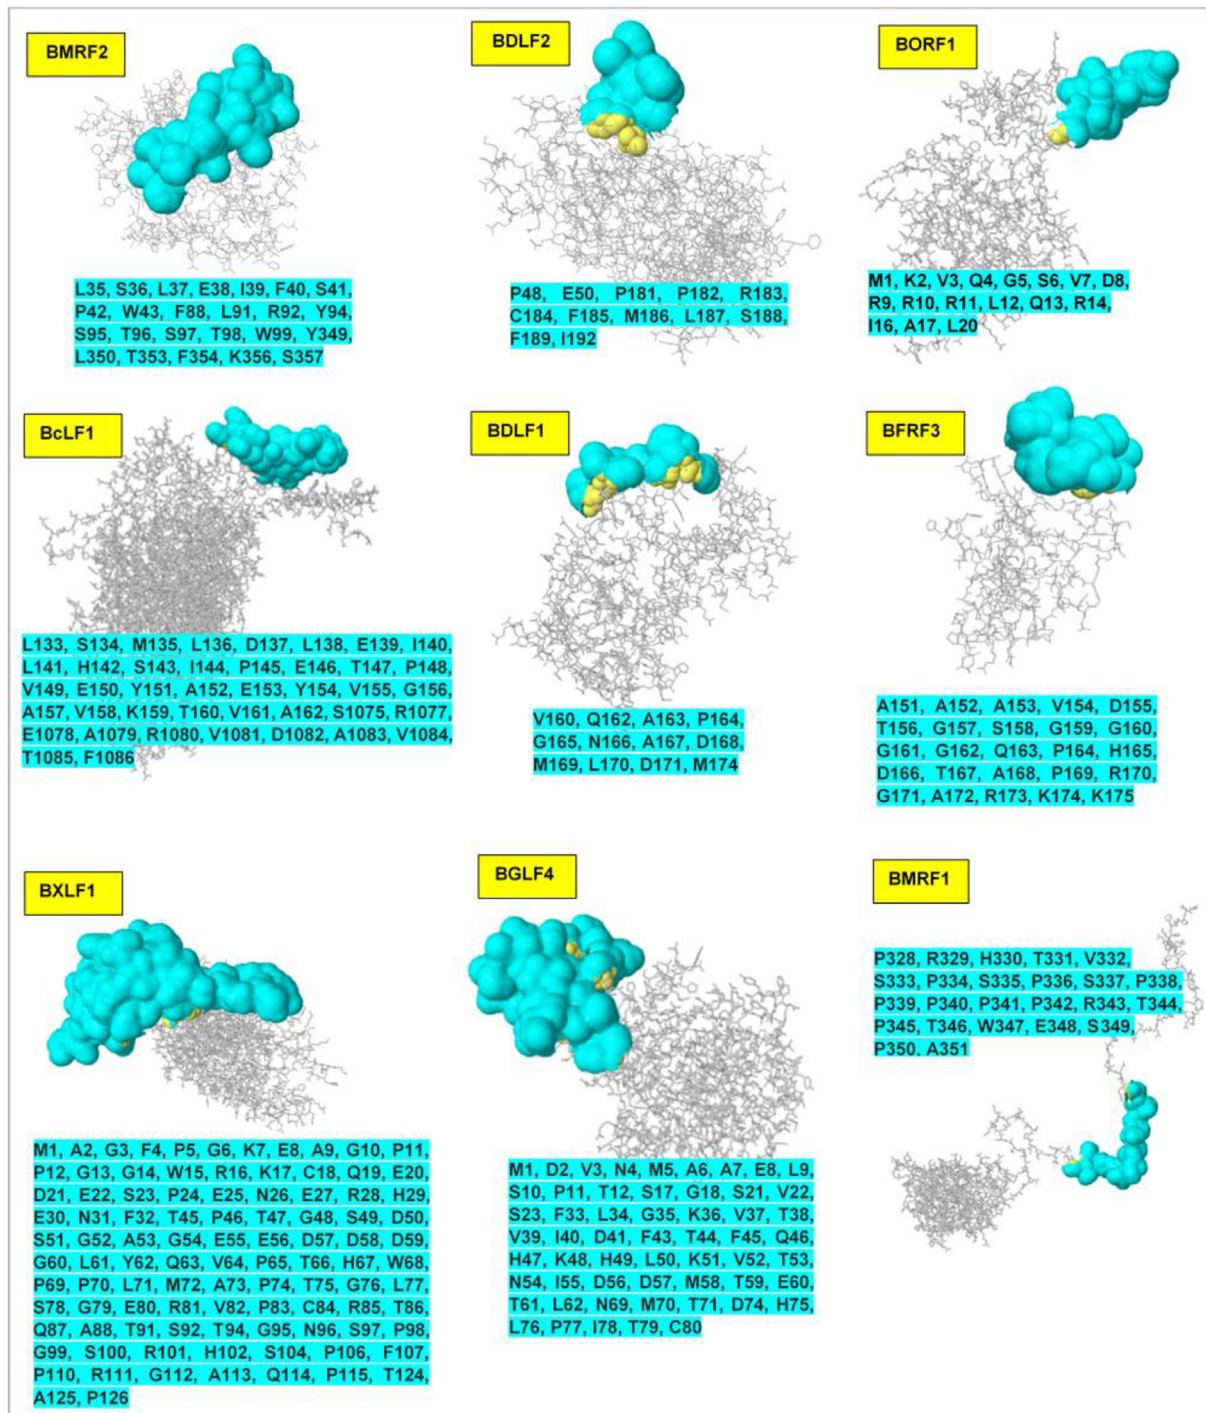 BMRF2
BDLF2
BORF1
L35, S36, L37, E38, I39, F40, S41,
P42, W43, F88, L91, R92, Y94,
S95, T96, S97, T98, W99, Y349,
L350, T353, F354, K356, S357
P48, E50, P181, P182, R183,
C184, F185, M186, L187, S188,
F189, I192
M1, K2, V3, Q4, G5, S6, V7, D8,
R9, R10, R11, L12, Q13, R14,
I16, A17, L20
BcLF1
BDLF1
BFRF3
L133, S134, M135, L136, D137, L138, E139, I140,
L141, H142, S143, I144, P145, E146, T147, P148,
V149, E150, Y151, A152, E153, Y154, V155, G156,
A157, V158, K159, T160, V161, A162, S1075, R1077,
E1078, A1079, R1080, V1081, D1082, A1083, V1084,
T1085, F1086
V160, Q162, A163, P164,
G165, N166, A167, D168,
M169, L170, D171, M174
A151, A152, A153, V154, D155,
T156, G157, S158, G159, G160,
G161, G162, Q163, P164, H165,
D166, T167, A168, P169, R170,
G171, A172, R173, K174, K175
BXLF1
BGLF4
BMRF1
M1, A2, G3, F4, P5, G6, K7, E8, A9, G10, P11,
P12, G13, G14, W15, R16, K17, C18, Q19, E20,
D21, E22, S23, P24, E25, N26, E27, R28, H29,
E30, N31, F32, T45, P46, T47, G48, S49, D50,
S51, G52, A53, G54, E55, E56, D57, D58, D59,
G60, L61, Y62, Q63, V64, P65, T66, H67, W68,
P69, P70, L71, M72, A73, P74, T75, G76, L77,
S78, G79, E80, R81, V82, P83, C84, R85, T86,
Q87, A88, T91, S92, T94, G95, N96, S97, P98,
G99, S100, R101, H102, S104, P106, F107,
P110, R111, G112, A113, Q114, P115, T124,
A125, P126
M1, D2, V3, N4, M5, A6, A7, E8, L9,
S10, P11, T12, S17, G18, S21, V22,
S23, F33, L34, G35, K36, V37, T38,
V39, I40, D41, F43, T44, F45, Q46,
H47, K48, H49, L50, K51, V52, T53,
N54, I55, D56, D57, M58, T59, E60,
T61, L62, N69, M70, T71, D74, H75,
L76, P77, I78, T79, C80
P328, R329, H330, T331, V332,
S333, P334, S335, P336, S337, P338,
P339, P340, P341, P342, R343, T344,
P345, T346, W347, E348, S349,
P350, A351